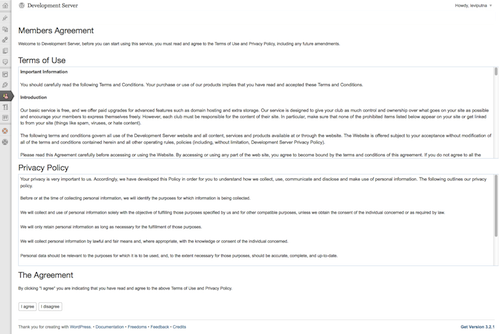 Development Server
Howdy, leviputna
Members Agreement
Welcome to Development Server, before you can start using this service, you must read and agree to the Terms of Use and Privacy Policy, including any future amendments.
Terms of Use
Important Information
You should carefully read the following Terms and Conditions. Your purchase or use of our products implies that you have read and accepted these Terms and Conditions.
Introduction
Our basic service is free, and we offer paid upgrades for advanced features such as domain hosting and extra storage. Our service is designed to give your club as much control and ownership over what goes on your site as possible
and encourage your members to express themselves freely. However, each club must be responsible for the content of their site. In particular, make sure that none of the prohibited items listed below appear on your site or get linked
to from your site (things like spam, viruses, or hate content).
The following terms and conditions govern all use of the Development Server website and all content, services and products available at or through the website. The Website is offered subject to your acceptance without modification of
all of the terms and conditions contained herein and all other operating rules, policies (including, without limitation, Development Server Privacy Policy).
Please read this Agreement carefully before accessing or using the Website. By accessing or using any part of the web site, you agree to become bound by the terms and conditions of this agreement. If you do not agree to all the
Privacy Policy
Your privacy is very important to us. Accordingly, we have developed this Policy in order for you to understand how we collect, use, communicate and disclose and make use of personal information. The following outlines our privacy
policy.
Before or at the time of collecting personal information, we will identify the purposes for which information is being collected.
We will collect and use of personal information solely with the objective of fulfilling those purposes specified by us and for other compatible purposes, unless we obtain the consent of the individual concerned or as required by law.
We will only retain personal information as long as necessary for the fulfillment of those purposes.
We will collect personal information by lawful and fair means and, where appropriate, with the knowledge or consent of the individual concerned.
Personal data should be relevant to the purposes for which it is to be used, and, to the extent necessary for those purposes, should be accurate, complete, and up-to-date.
The Agreement
By clicking "I agree" you are indicating that you have read and agree to the above Terms of Use and Privacy Policy.
I agree I disagree
Thank you for creating with WordPress. • Documentation • Freedoms • Feedback • Credits
Get Version 3.2.1